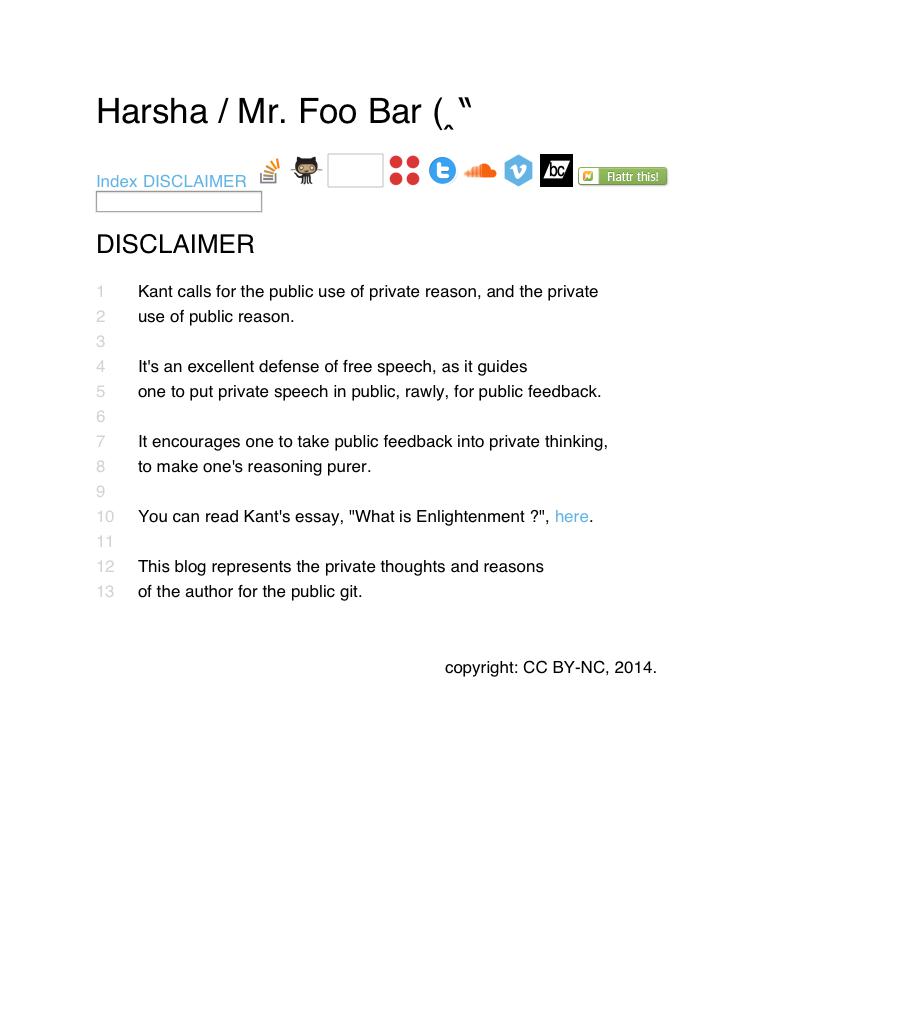 Harsha / Mr. Foo Bar (‸‟
Index DISCLAIMER bc Flattr this!
DISCLAIMER
1 Kant calls for the public use of private reason, and the private
2 use of public reason.
3
4 It's an excellent defense of free speech, as it guides
5 one to put private speech in public, rawly, for public feedback.
6
7 It encourages one to take public feedback into private thinking,
8 to make one's reasoning purer.
9
10 You can read Kant's essay, "What is Enlightenment ?", here.
11
12 This blog represents the private thoughts and reasons
13 of the author for the public git.
copyright: CC BY-NC, 2014.